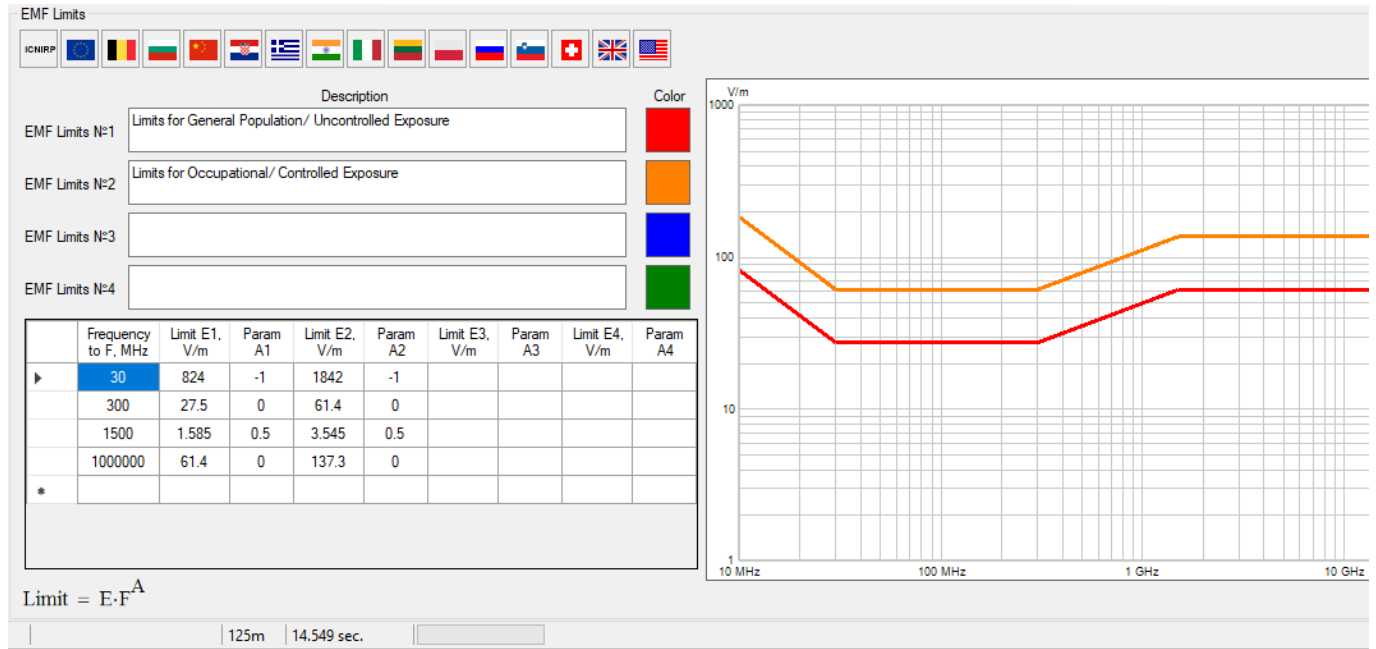 EMF Limits
ICNIRP
Description
Color
EMF Limits №1
Limits for General Population/ Uncontrolled Exposure
EMF Limits №2
Limits for Occupational/ Controlled Exposure
EMF Limits №3
EMF Limits №4
Frequency to F, MHz Limit E1, V/m Param A1 Limit E2, V/m Param A2 Limit E3, V/m Param A3 Limit E4, V/m Param A4
30 824 -1 1842 -1
300 27.5 0 61.4 0
1500 1.585 0.5 3.545 0.5
1000000 61.4 0 137.3 0
Limit = E·F^A
V/m
1000
100
10
1
10 MHz 100 MHz 1 GHz 10 GHz
125m 14.549 sec.